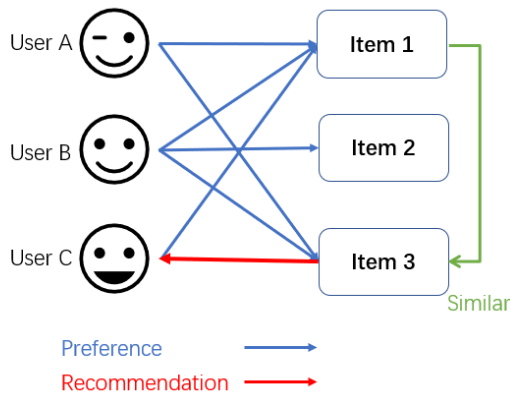 User A
Item 1
User B
Item 2
User C
Item 3
Similar
Preference
Recommendation